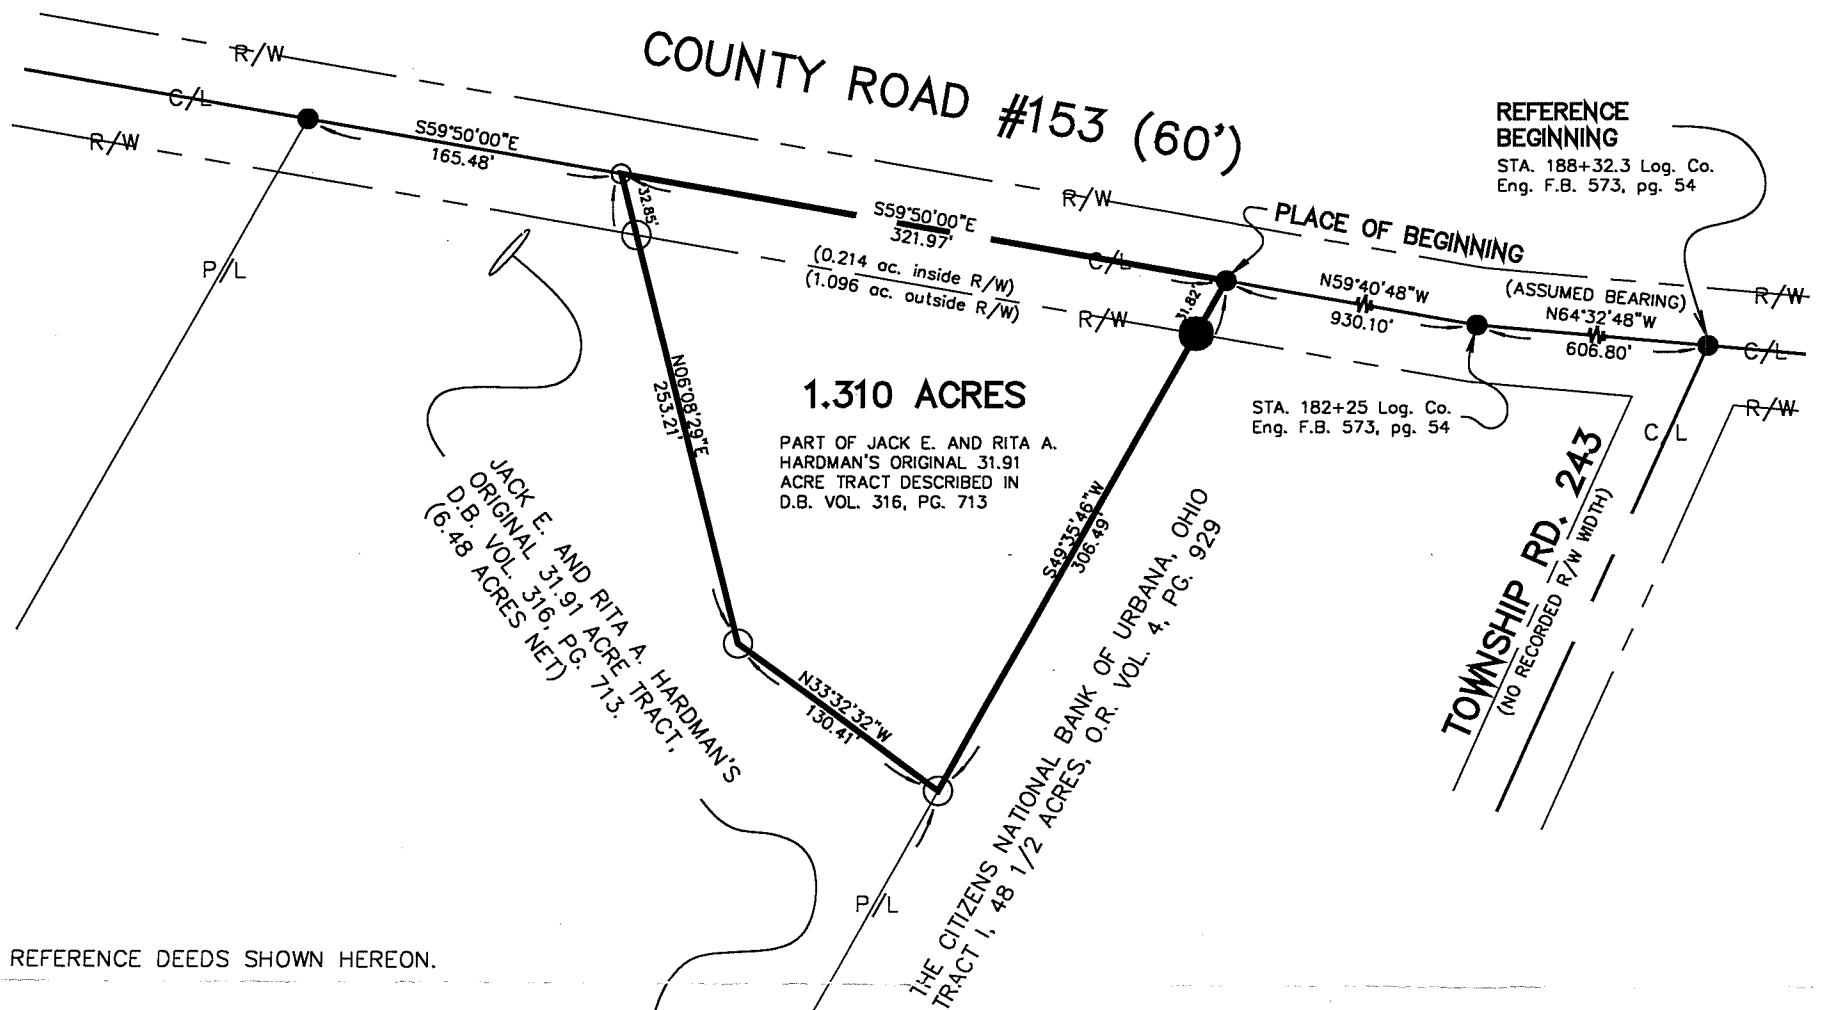 COUNTY ROAD #153 (60')
R/W
C/L
R/W
S59°50'00"E
165.48'
32.85'
S59°50'00"E
321.97'
(0.214 ac. inside R/W)
(1.096 ac. outside R/W)
C/L
R/W
R/W
31.82'
PLACE OF BEGINNING
REFERENCE
BEGINNING
STA. 188+32.3 Log. Co.
Eng. F.B. 573, pg. 54
N59°40'48"W
930.10'
(ASSUMED BEARING)
N64°32'48"W
606.80'
R/W
C/L
R/W
C/L
STA. 182+25 Log. Co.
Eng. F.B. 573, pg. 54
P/L
N06°08'29"E
253.21'
1.310 ACRES
PART OF JACK E. AND RITA A.
HARDMAN'S ORIGINAL 31.91
ACRE TRACT DESCRIBED IN
D.B. VOL. 316, PG. 713
S49°35'46"W
306.49'
JACK E. AND RITA A. HARDMAN'S
ORIGINAL 31.91 ACRE TRACT,
D.B. VOL. 316, PG. 713.
(6.48 ACRES NET)
N33°32'32"W
130.41'
THE CITIZENS NATIONAL BANK OF URBANA, OHIO
TRACT I, 48 1/2 ACRES, O.R. VOL. 4, PG. 929
TOWNSHIP RD. 243
(NO RECORDED R/W WIDTH)
P/L
REFERENCE DEEDS SHOWN HEREON.